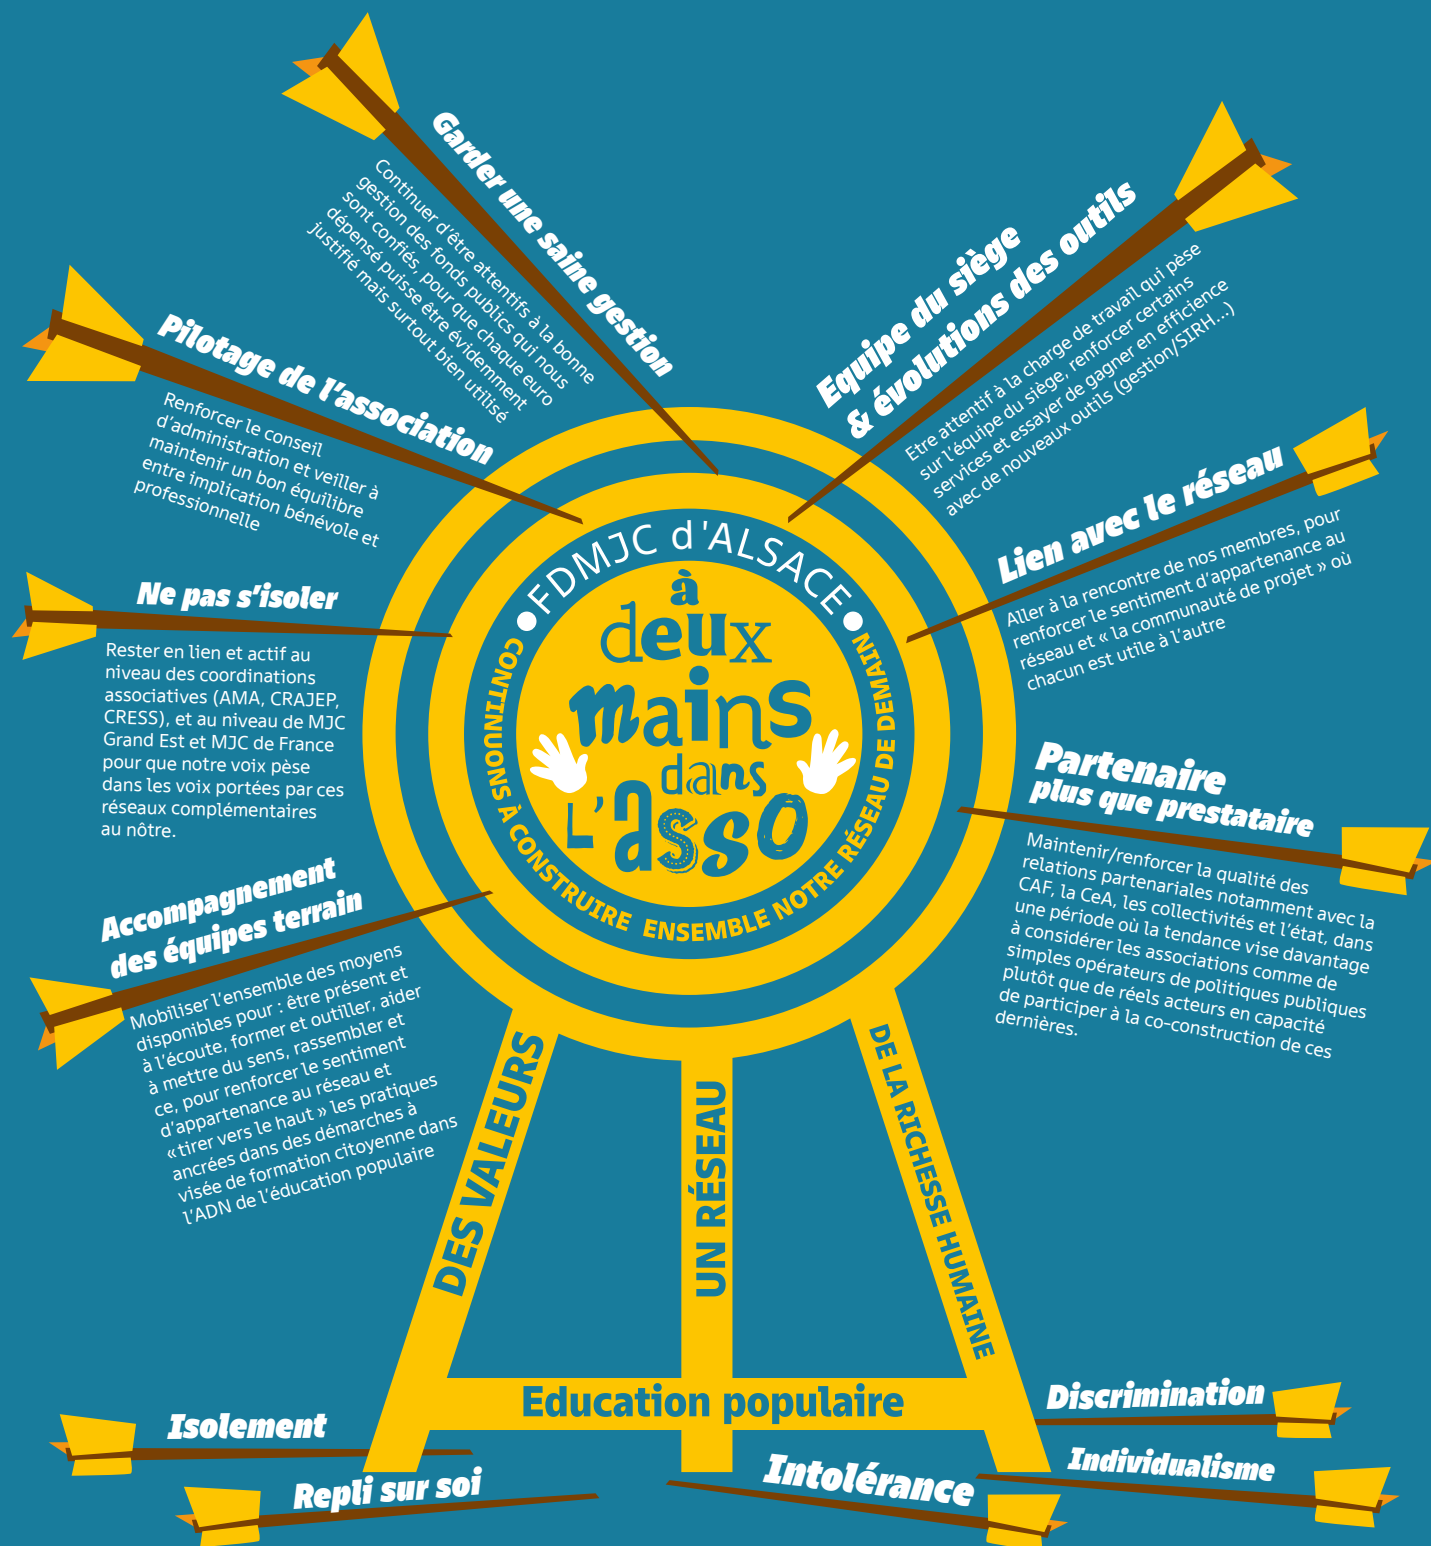 Garder une saine gestion
Continuer d'être attentifs à la bonne
gestion des fonds publics qui nous
sont confiés, pour que chaque euro
dépensé puisse être évidemment
justifié mais surtout bien utilisé
Equipe du siège
& évolutions des outils
Etre attentif à la charge de travail qui pèse
sur l'équipe du siège, renforcer certains
services et essayer de gagner en efficience
avec de nouveaux outils (gestion/SIRH...)
Pilotage de l'association
Renforcer le conseil
d'administration et veiller à
maintenir un bon équilibre
entre implication bénévole et
professionnelle
Lien avec le réseau
Aller à la rencontre de nos membres, pour
renforcer le sentiment d'appartenance au
réseau et « la communauté de projet » où
chacun est utile à l'autre
Ne pas s'isoler
Rester en lien et actif au
niveau des coordinations
associatives (AMA, CRAJEP,
CRESS), et au niveau de MJC
Grand Est et MJC de France
pour que notre voix pèse
dans les voix portées par ces
réseaux complémentaires
au nôtre.
FDMJC d'ALSACE
à
deux
mains
dans
L'asso
CONTINUONS À CONSTRUIRE ENSEMBLE NOTRE RÉSEAU DE DEMAIN
Partenaire
plus que prestataire
Maintenir/renforcer la qualité des
relations partenariales notamment avec la
CAF, la CeA, les collectivités et l'état, dans
une période où la tendance vise davantage
à considérer les associations comme de
simples opérateurs de politiques publiques
plutôt que de réels acteurs en capacité
de participer à la co-construction de ces
dernières.
Accompagnement
des équipes terrain
Mobiliser l'ensemble des moyens
disponibles pour : être présent et
à l'écoute, former et outiller, aider
à mettre du sens, rassembler et
ce, pour renforcer le sentiment
d'appartenance au réseau et
«tirer vers le haut » les pratiques
ancrées dans des démarches à
visée de formation citoyenne dans
l'ADN de l'éducation populaire
DES VALEURS
UN RÉSEAU
DE LA RICHESSE HUMAINE
Education populaire
Isolement
Repli sur soi
Intolérance
Discrimination
Individualisme